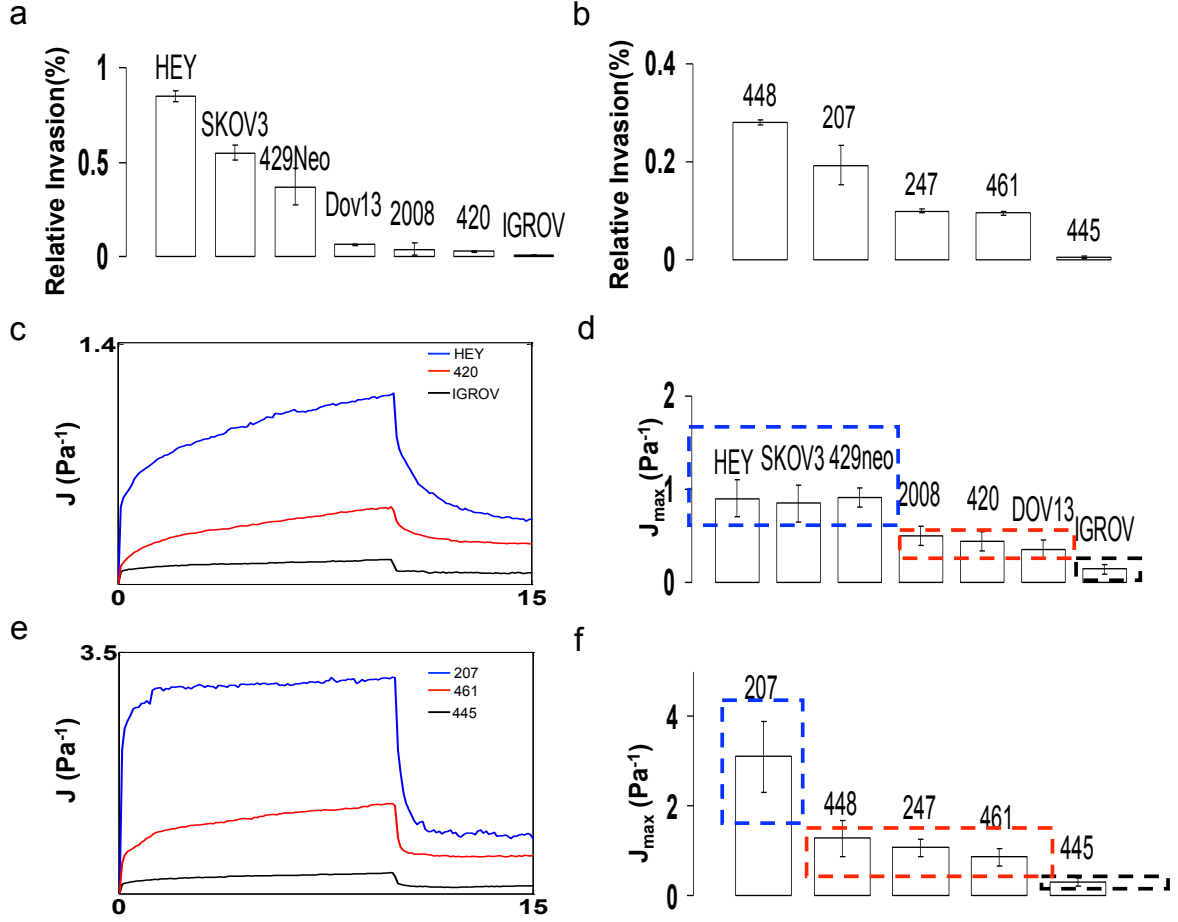 a
Relative Invasion(%)
1
0.5
0
HEY
SKOV3
429Neo
Dov13
2008
420
IGROV
b
Relative Invasion(%)
0.4
0.2
0
448
207
247
461
445
c
J (Pa-1)
1.4
0
15
HEY
420
IGROV
d
Jmax (Pa-1)
2
1
0
HEY
SKOV3
429neo
2008
420
DOV13
IGROV
e
J (Pa-1)
3.5
0
15
207
461
445
f
Jmax (Pa-1)
4
2
0
207
448
247
461
445